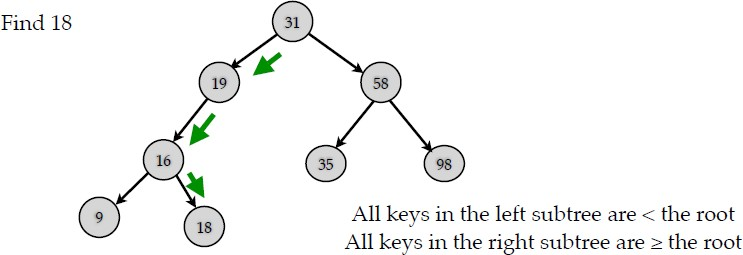 Find 18
31
19
58
16
35
98
9
18
All keys in the left subtree are < the root
All keys in the right subtree are ≥ the root